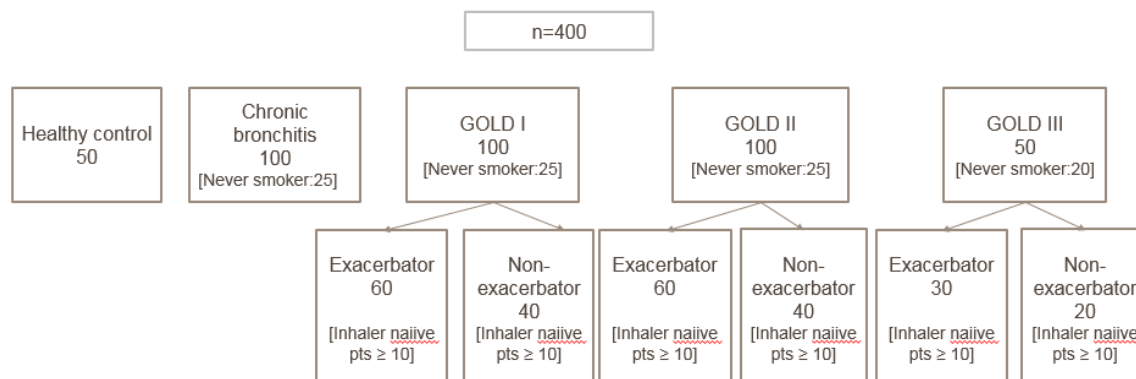 n=400
Healthy control
50
Chronic
bronchitis
100
[Never smoker:25]
GOLD I
100
[Never smoker:25]
GOLD II
100
[Never smoker:25]
GOLD III
50
[Never smoker:20]
Exacerbator
60
[Inhaler naiive
pts ≥ 10]
Non-
exacerbator
40
[Inhaler naiive
pts ≥ 10]
Exacerbator
60
[Inhaler naiive
pts ≥ 10]
Non-
exacerbator
40
[Inhaler naiive
pts ≥ 10]
Exacerbator
30
[Inhaler naiive
pts ≥ 10]
Non-
exacerbator
20
[Inhaler naiive
pts ≥ 10]